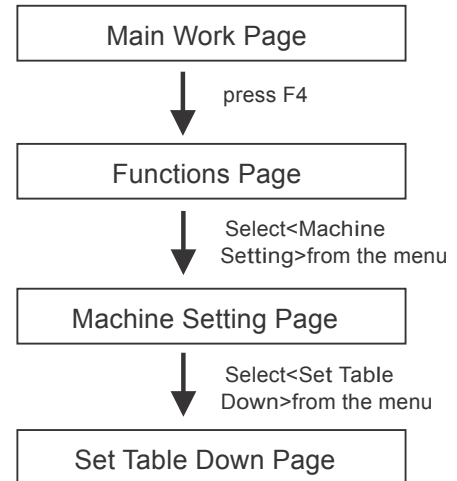 Main Work Page
press F4
Functions Page
Select<Machine
Setting>from the menu
Machine Setting Page
Select<Set Table
Down>from the menu
Set Table Down Page